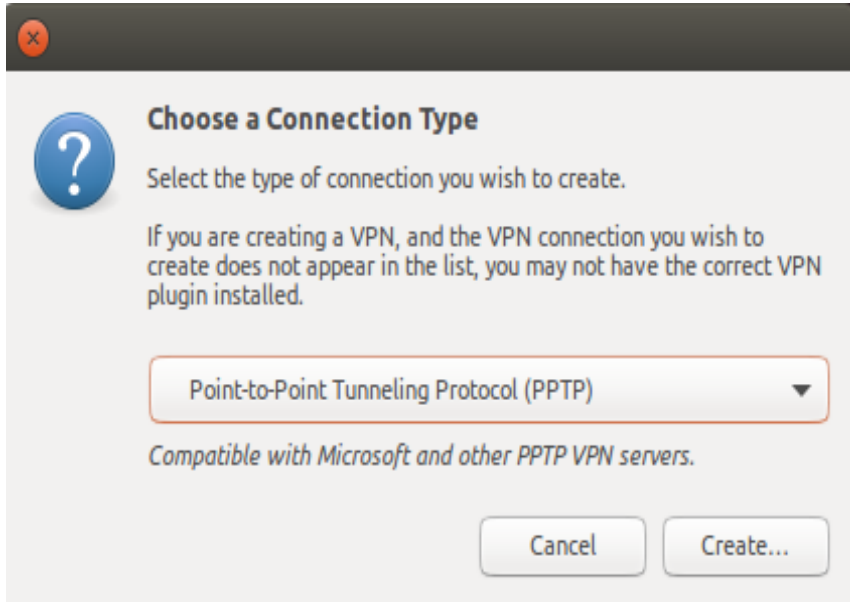 Choose a Connection Type
Select the type of connection you wish to create.
If you are creating a VPN, and the VPN connection you wish to
create does not appear in the list, you may not have the correct VPN
plugin installed.
Point-to-Point Tunneling Protocol (PPTP)
Compatible with Microsoft and other PPTP VPN servers.
Cancel
Create...